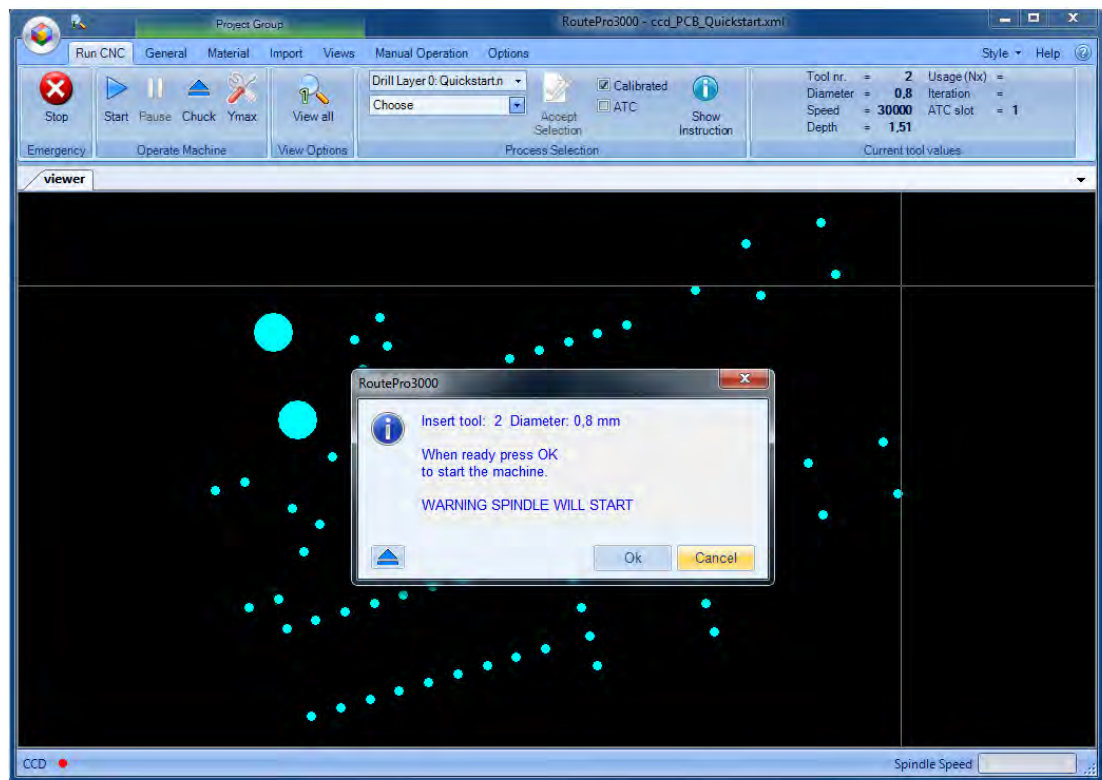 Project Group
RoutePro3000 - ccd_PCB_Quickstart.xml
Run CNC General Material Import Views Manual Operation Options Style Help
Stop
Emergency
Start Pause Chuck Ymax
Operate Machine
View all
View Options
Drill Layer 0: Quickstart.n
Choose
Accept
Selection
Calibrated
ATC
Show
Instruction
Process Selection
Tool nr. = 2 Usage (Nx) =
Diameter = 0,8 Iteration =
Speed = 30000 ATC slot = 1
Depth = 1,51
Current tool values
viewer
RoutePro3000
Insert tool: 2 Diameter: 0,8 mm
When ready press OK
to start the machine.
WARNING SPINDLE WILL START
Ok Cancel
CCD
Spindle Speed